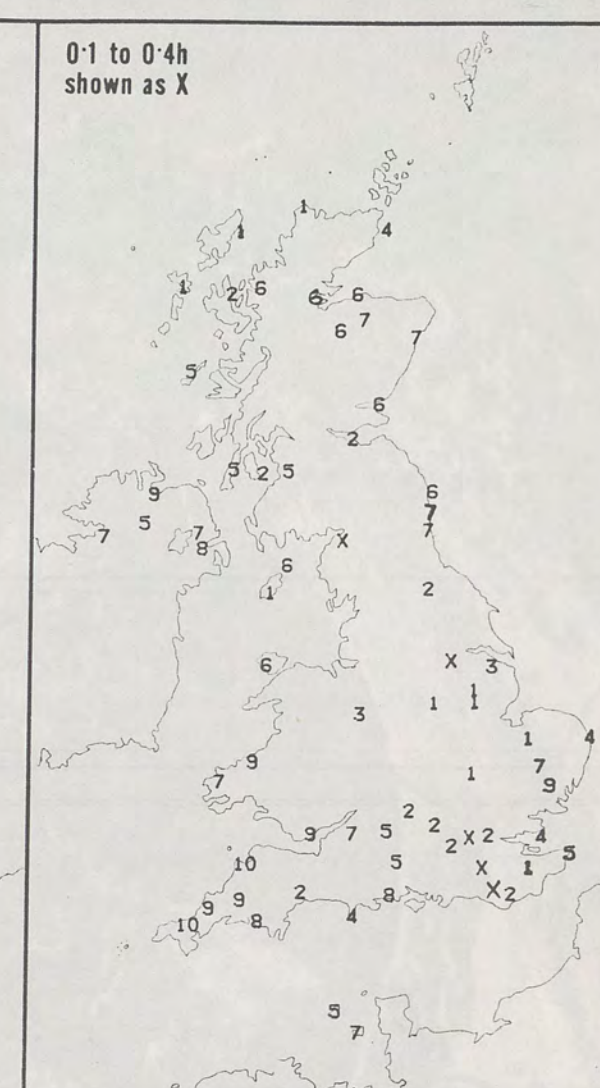 0·1 to 0·4h
shown as X
1
1 4
1 2 6 6 6
6 7 7
5
6
2
5 2 5
9 6
5 7 7
7 8 7
X
6
1 2
6 X 3
1
3 1 1
1 4
9 7
7 1 9
2
9 7 5 2 X 2 4
2
10 5 5
X 1
2 8 X 2
9 9
10 8 4
5
7